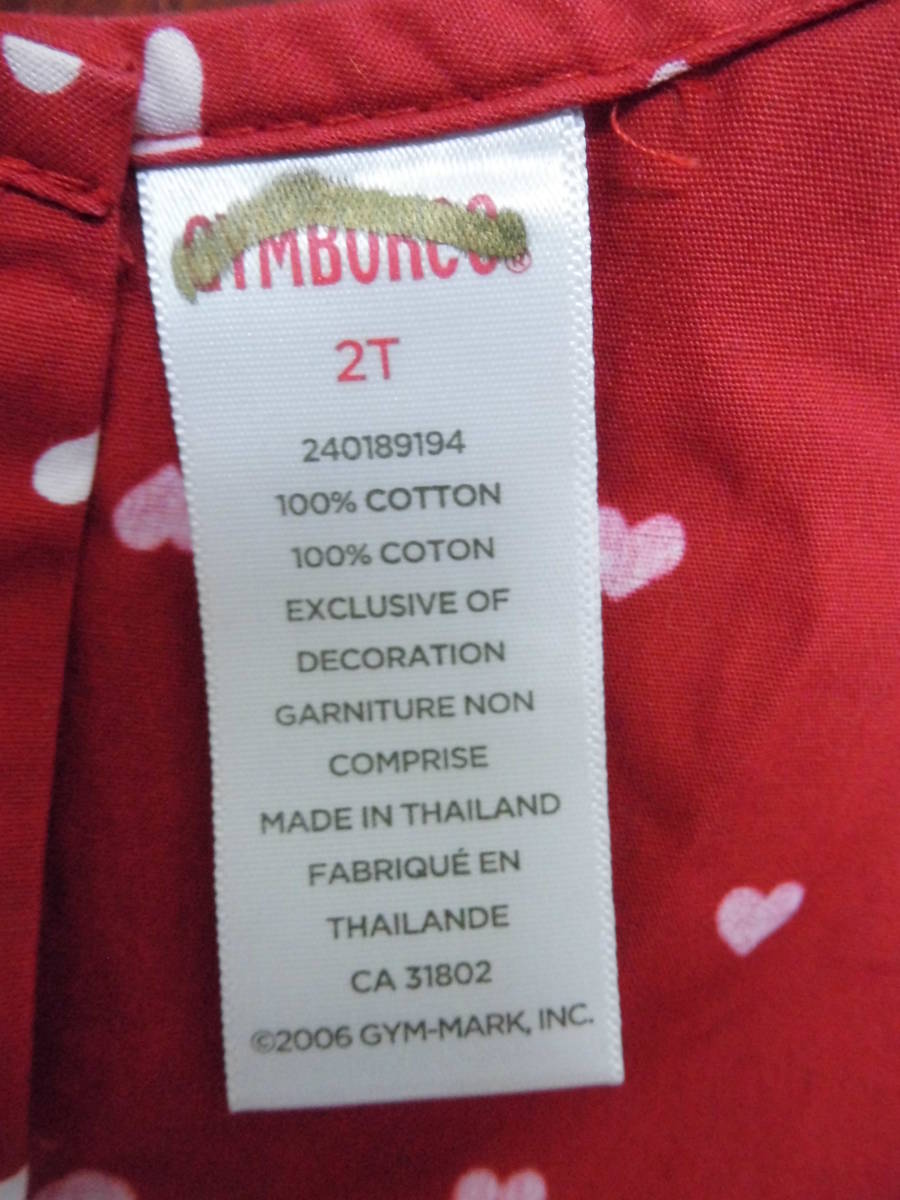 GYMBOREE®
2T
240189194
100% COTTON
100% COTON
EXCLUSIVE OF
DECORATION
GARNITURE NON
COMPRISE
MADE IN THAILAND
FABRIQUÉ EN
THAILANDE
CA 31802
©2006 GYM-MARK, INC.